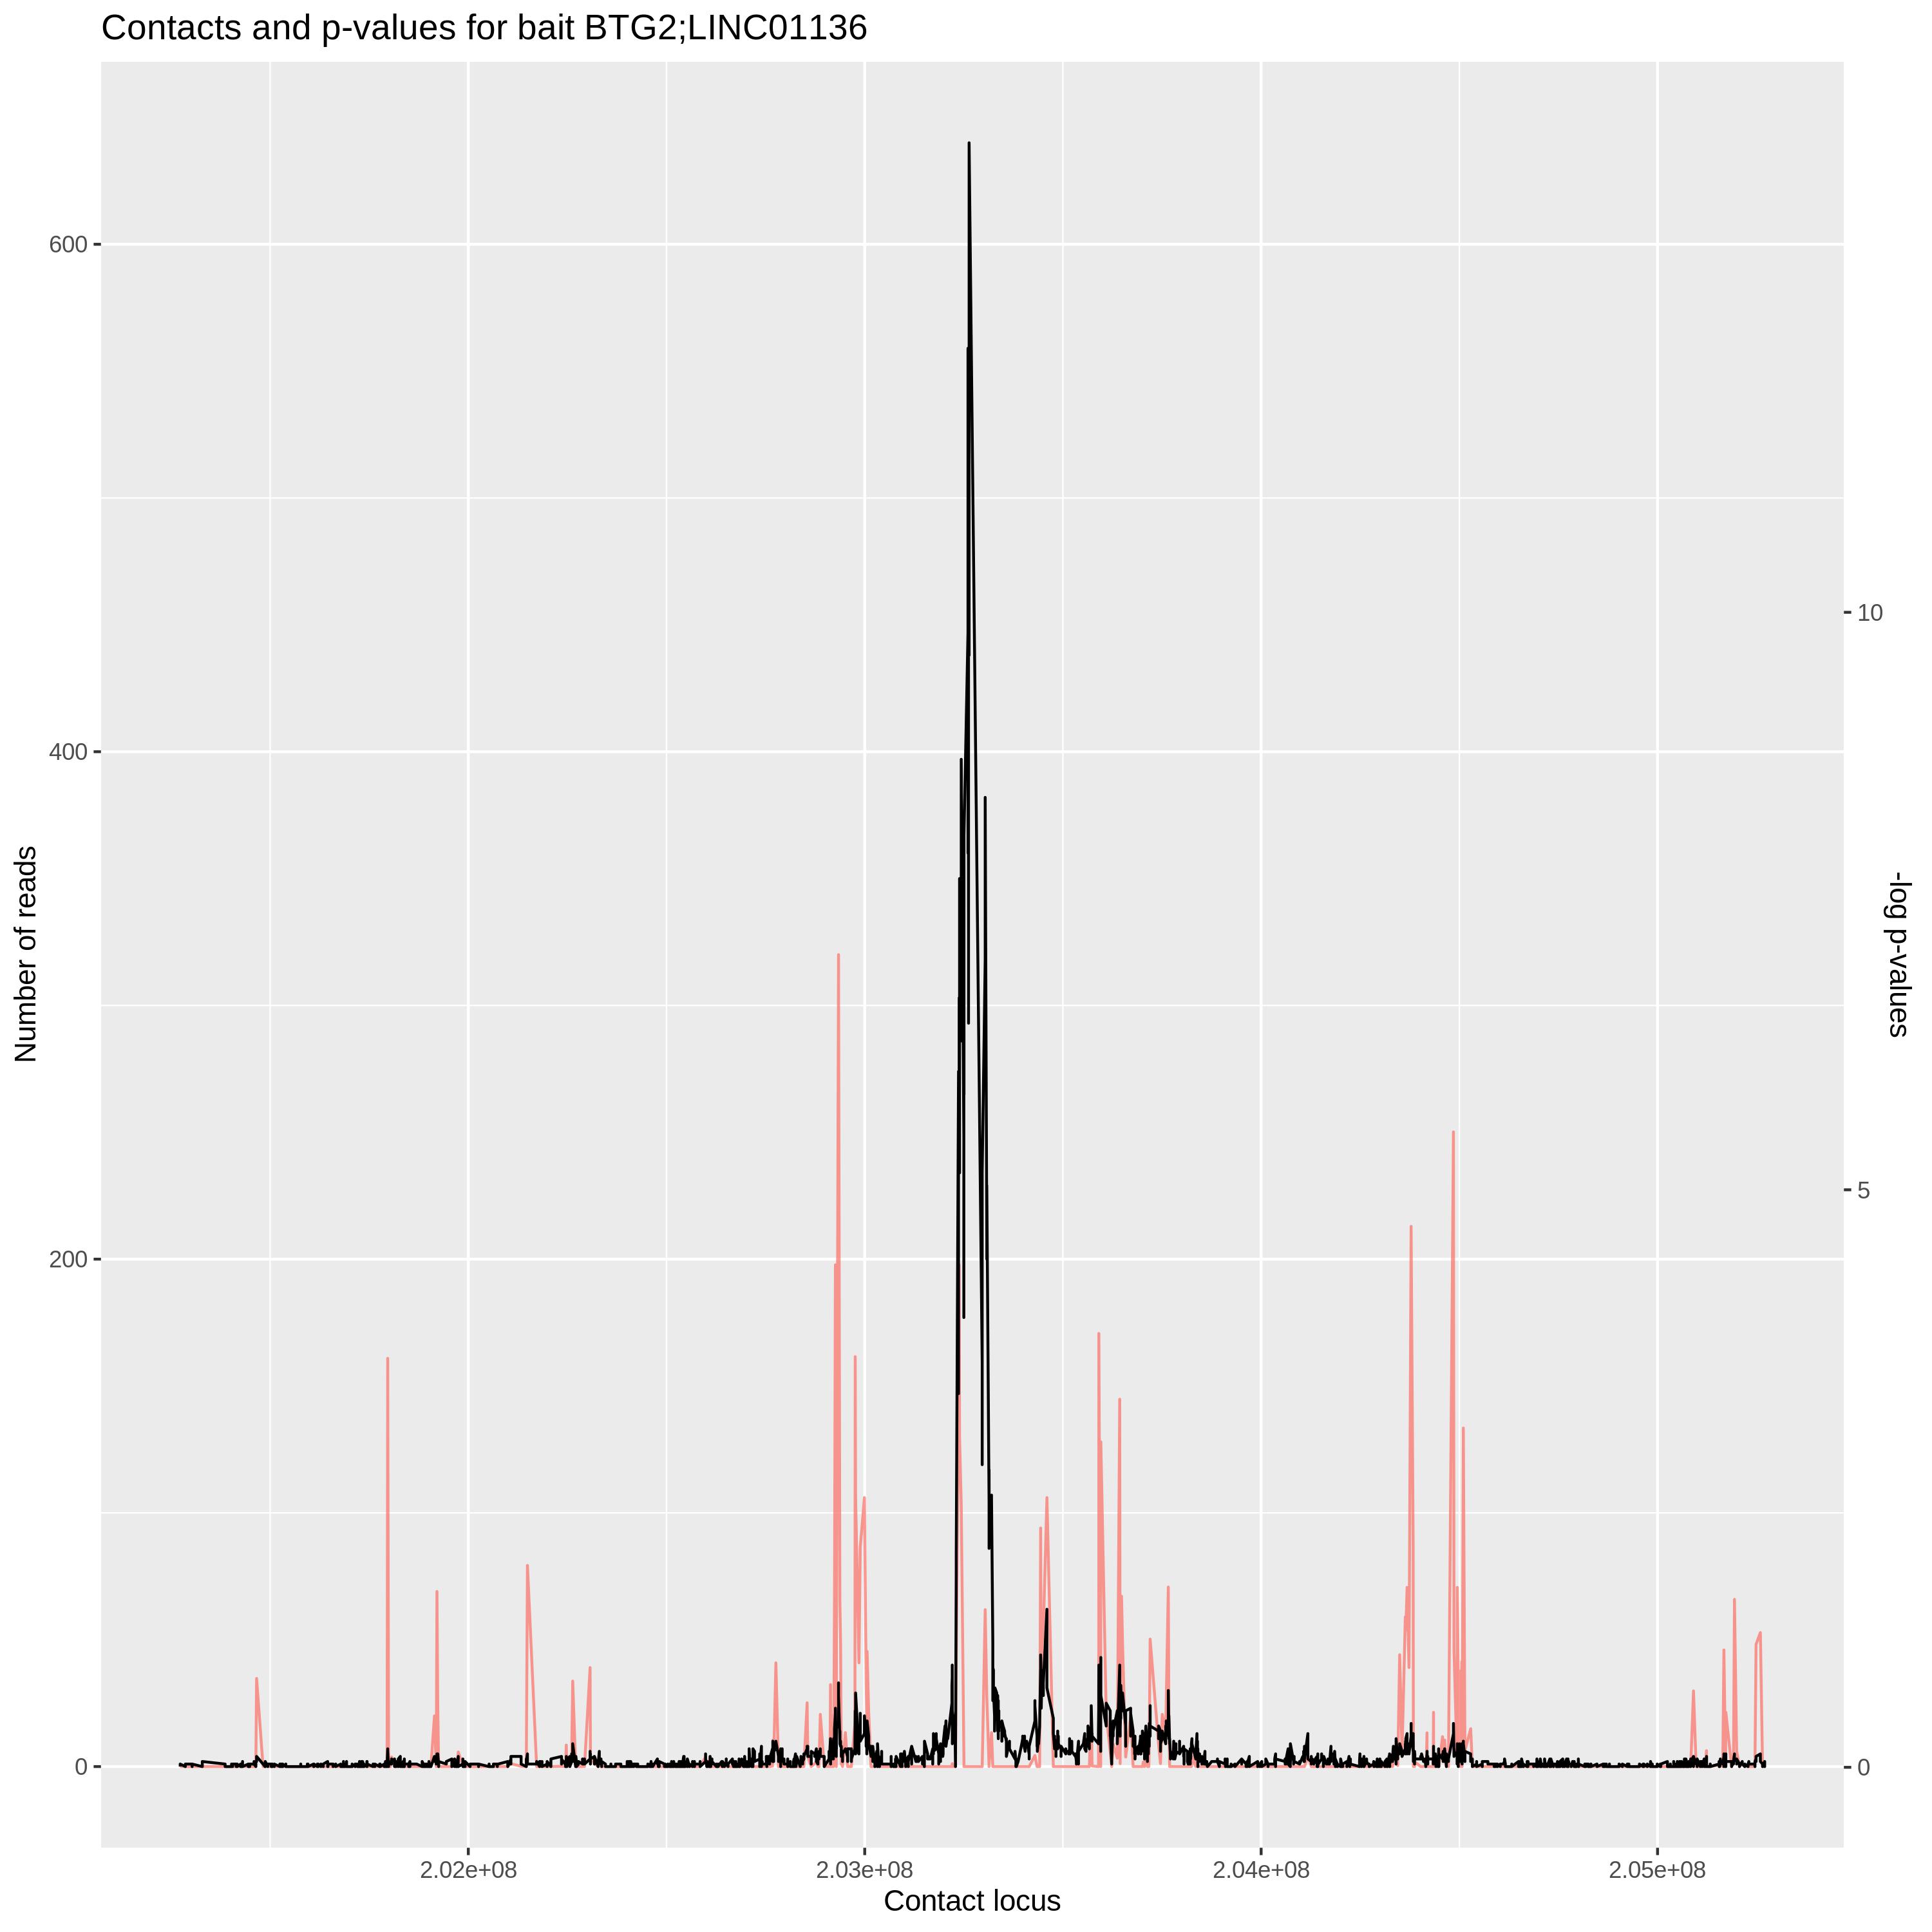 Contacts and p-values for bait BTG2;LINC01136
600
400
200
0
Number of reads
10
5
0
-log p-values
2.02e+08
2.03e+08
2.04e+08
2.05e+08
Contact locus